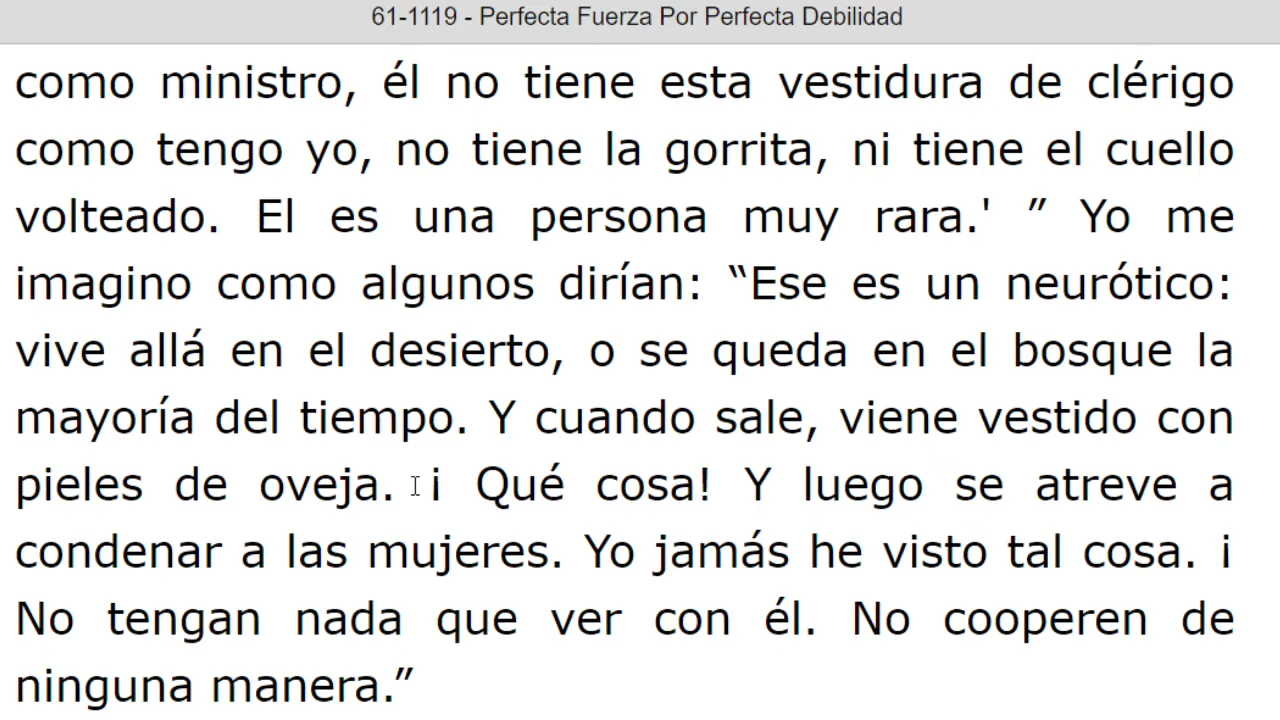 61-1119 - Perfecta Fuerza Por Perfecta Debilidad
como ministro, él no tiene esta vestidura de clérigo
como tengo yo, no tiene la gorrita, ni tiene el cuello
volteado. El es una persona muy rara.' ” Yo me
imagino como algunos dirían: “Ese es un neurótico:
vive allá en el desierto, o se queda en el bosque la
mayoría del tiempo. Y cuando sale, viene vestido con
pieles de oveja. ¡ Qué cosa! Y luego se atreve a
condenar a las mujeres. Yo jamás he visto tal cosa. ¡
No tengan nada que ver con él. No cooperen de
ninguna manera.”